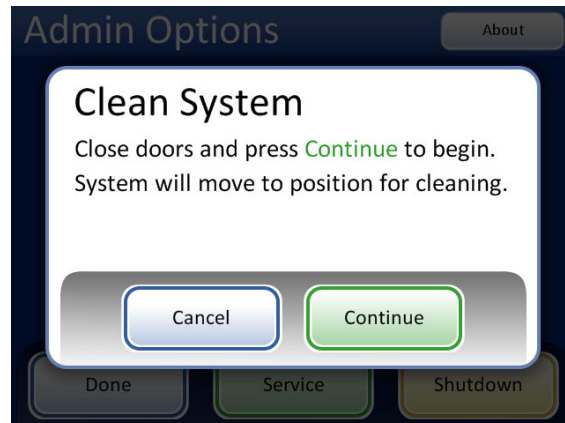 Admin Options
About
Clean System
Close doors and press Continue to begin.
System will move to position for cleaning.
Cancel
Continue
Done
Service
Shutdown